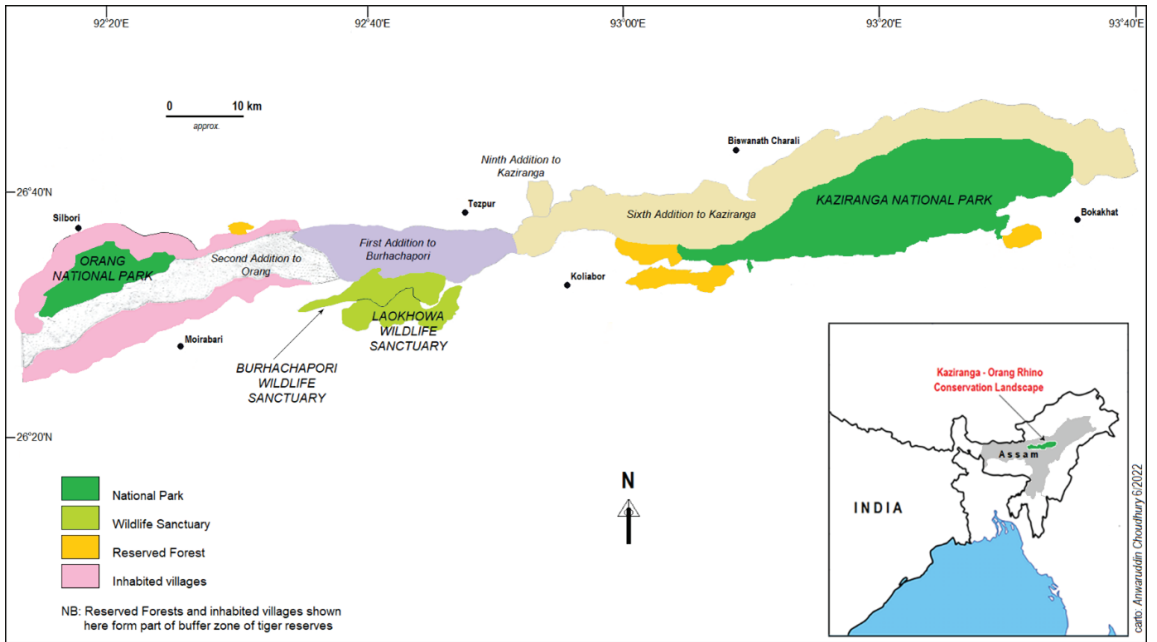 92°20'E
92°40'E
93°00'E
93°20'E
93°40'E
0 10 km
approx.
Biswanath Charali
Ninth Addition to
Kaziranga
26°40'N
Silbori
Tezpur
Sixth Addition to Kaziranga
KAZIRANGA NATIONAL PARK
Bokakhat
ORANG
NATIONAL PARK
Second Addition to
Orang
First Addition to
Burhachapori
Koliabor
LAOKHOWA
WILDLIFE
SANCTUARY
Moirabari
BURHACHAPORI
WILDLIFE
SANCTUARY
26°20'N
National Park
Wildlife Sanctuary
Reserved Forest
Inhabited villages
NB: Reserved Forests and inhabited villages shown
here form part of buffer zone of tiger reserves
N
Kaziranga - Orang Rhino
Conservation Landscape
Assam
INDIA
carto: Anwaruddin Choudhury 6/2022